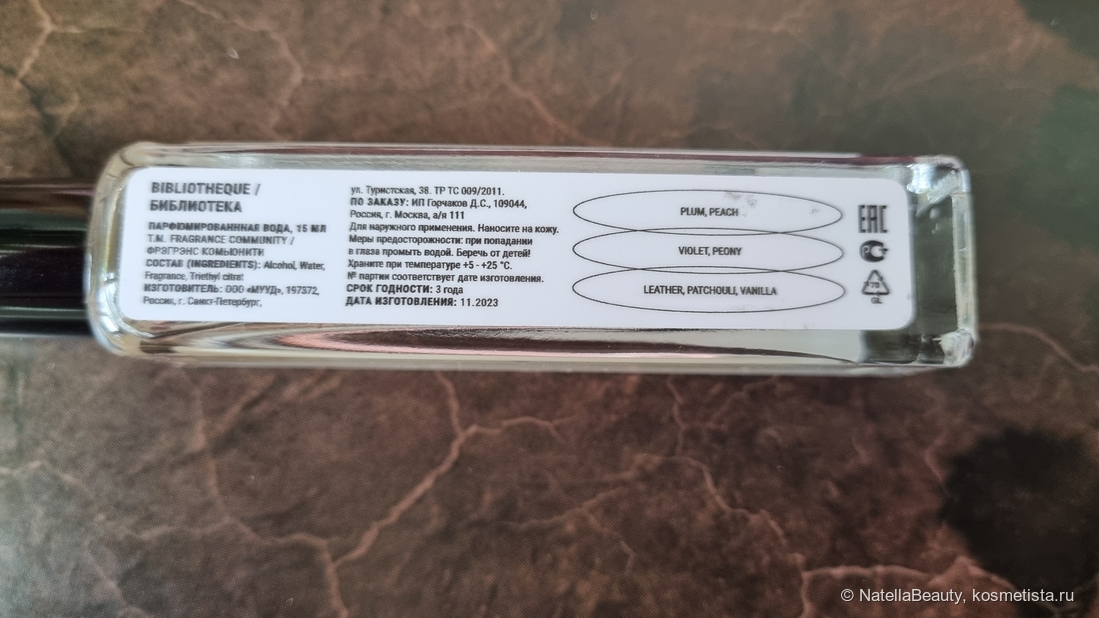 BIBLIOTHEQUE /
БИБЛИОТЕКА
ПАРФЮМИРОВАНННАЯ ВОДА, 15 МЛ
T.M. FRAGRANCE COMMUNITY /
ФРЭГРЭНС КОМЬЮНИТИ
СОСТАВ (INGREDIENTS): Alcohol, Water,
Fragrance, Triethyl citrat
ИЗГОТОВИТЕЛЬ: ООО «МУУД», 197372,
Россия, г. Санкт-Петербург,
ул. Туристская, 38. ТР ТС 009/2011.
ПО ЗАКАЗУ: ИП Горчаков Д.С., 109044,
Россия, г. Москва, а/я 111
Для наружного применения. Наносите на кожу.
Меры предосторожности: при попадании
в глаза промыть водой. Беречь от детей!
Храните при температуре +5 - +25 °C.
№ партии соответствует дате изготовления.
СРОК ГОДНОСТИ: 3 года
ДАТА ИЗГОТОВЛЕНИЯ: 11.2023
PLUM, PEACH
VIOLET, PEONY
LEATHER, PATCHOULI, VANILLA
EAC
70
GL
© NatellaBeauty, kosmetista.ru